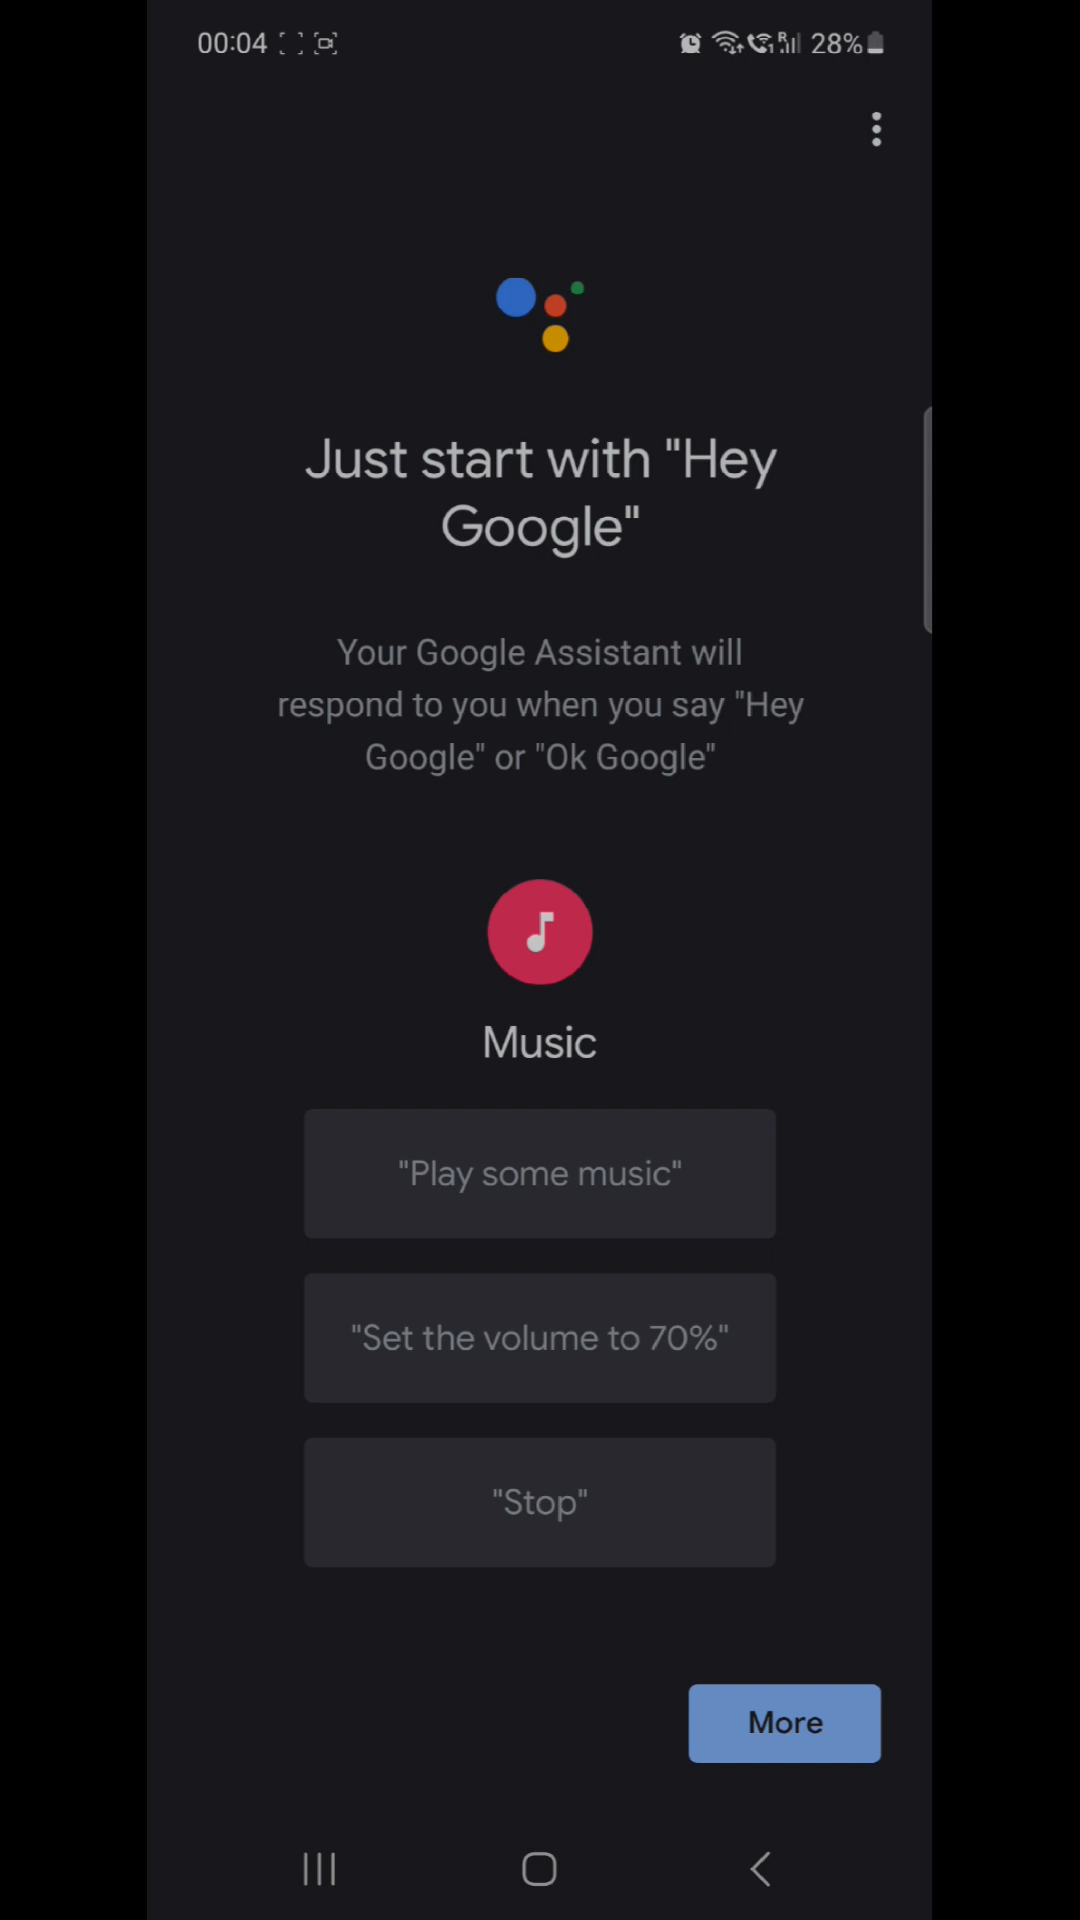 00:04 28%
Just start with "Hey
Google"
Your Google Assistant will
respond to you when you say "Hey
Google" or "Ok Google"
Music
"Play some music"
"Set the volume to 70%"
"Stop"
More